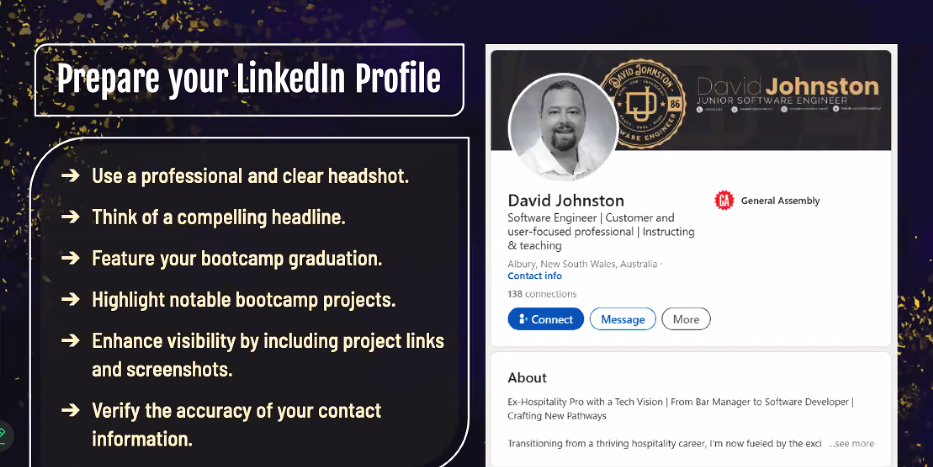 Prepare your LinkedIn Profile
➔ Use a professional and clear headshot.
➔ Think of a compelling headline.
➔ Feature your bootcamp graduation.
➔ Highlight notable bootcamp projects.
➔ Enhance visibility by including project links
and screenshots.
➔ Verify the accuracy of your contact
information.
DAVID JOHNSTON
86
WARE ENGINEER
David Johnston
JUNIOR SOFTWARE ENGINEER
David Johnston
GA General Assembly
Software Engineer | Customer and
user-focused professional | Instructing
& teaching
Albury, New South Wales, Australia ·
Contact info
138 connections
Connect
Message
More
About
Ex-Hospitality Pro with a Tech Vision | From Bar Manager to Software Developer |
Crafting New Pathways
Transitioning from a thriving hospitality career, I'm now fueled by the exci ...see more